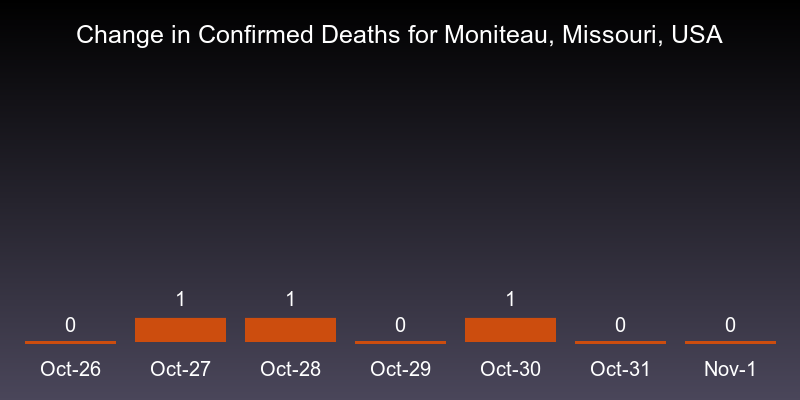 Change in Confirmed Deaths for Moniteau, Missouri, USA
0 1 1 0 1 0 0
Oct-26 Oct-27 Oct-28 Oct-29 Oct-30 Oct-31 Nov-1